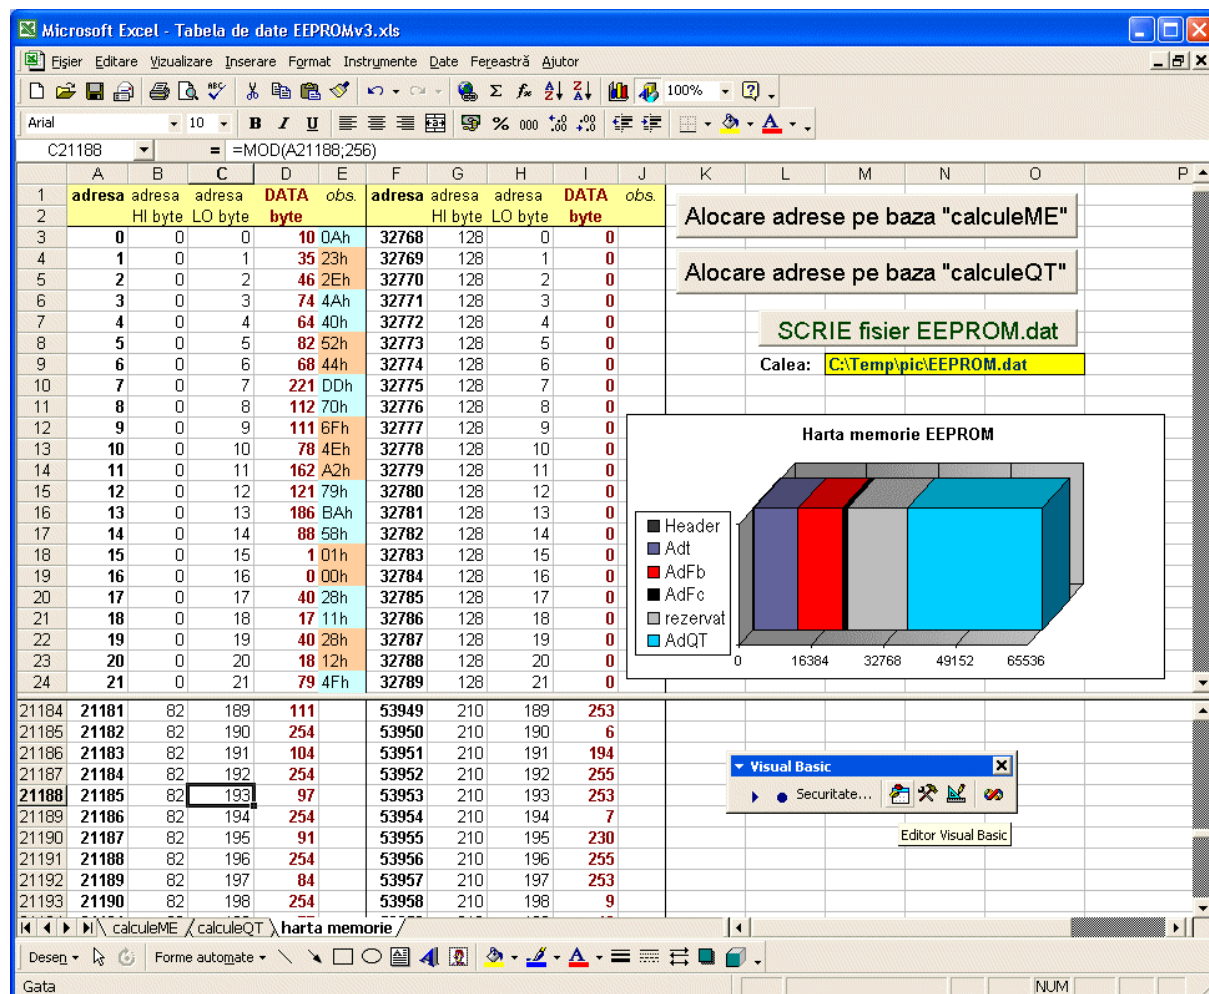 Microsoft Excel - Tabela de date EEPROMv3.xls
Fişier Editare Vizualizare Inserare Format Instrumente Date Fereastră Ajutor
100%
Arial 10 B I U % 000
C21188 = =MOD(A21188;256)
A B C D E F G H I J K L M N O P
1 adresa adresa adresa DATA obs. adresa adresa adresa DATA obs.
2 HI byte LO byte byte HI byte LO byte byte
3 0 0 0 10 0Ah 32768 128 0 0
4 1 0 1 35 23h 32769 128 1 0
5 2 0 2 46 2Eh 32770 128 2 0
6 3 0 3 74 4Ah 32771 128 3 0
7 4 0 4 64 40h 32772 128 4 0
8 5 0 5 82 52h 32773 128 5 0
9 6 0 6 68 44h 32774 128 6 0
10 7 0 7 221 DDh 32775 128 7 0
11 8 0 8 112 70h 32776 128 8 0
12 9 0 9 111 6Fh 32777 128 9 0
13 10 0 10 78 4Eh 32778 128 10 0
14 11 0 11 162 A2h 32779 128 11 0
15 12 0 12 121 79h 32780 128 12 0
16 13 0 13 186 BAh 32781 128 13 0
17 14 0 14 88 58h 32782 128 14 0
18 15 0 15 1 01h 32783 128 15 0
19 16 0 16 0 00h 32784 128 16 0
20 17 0 17 40 28h 32785 128 17 0
21 18 0 18 17 11h 32786 128 18 0
22 19 0 19 40 28h 32787 128 19 0
23 20 0 20 18 12h 32788 128 20 0
24 21 0 21 79 4Fh 32789 128 21 0
Alocare adrese pe baza "calculeME"
Alocare adrese pe baza "calculeQT"
SCRIE fisier EEPROM.dat
Calea: C:\Temp\pic\EEPROM.dat
Harta memorie EEPROM
Header
Adt
AdFb
AdFc
rezervat
AdQT
0 16384 32768 49152 65536
21184 21181 82 189 111 53949 210 189 253
21185 21182 82 190 254 53950 210 190 6
21186 21183 82 191 104 53951 210 191 194
21187 21184 82 192 254 53952 210 192 255
21188 21185 82 193 97 53953 210 193 253
21189 21186 82 194 254 53954 210 194 7
21190 21187 82 195 91 53955 210 195 230
21191 21188 82 196 254 53956 210 196 255
21192 21189 82 197 84 53957 210 197 253
21193 21190 82 198 254 53958 210 198 9
Visual Basic
Securitate...
Editor Visual Basic
calculeME calculeQT harta memorie
Desen Forme automate
Gata NUM